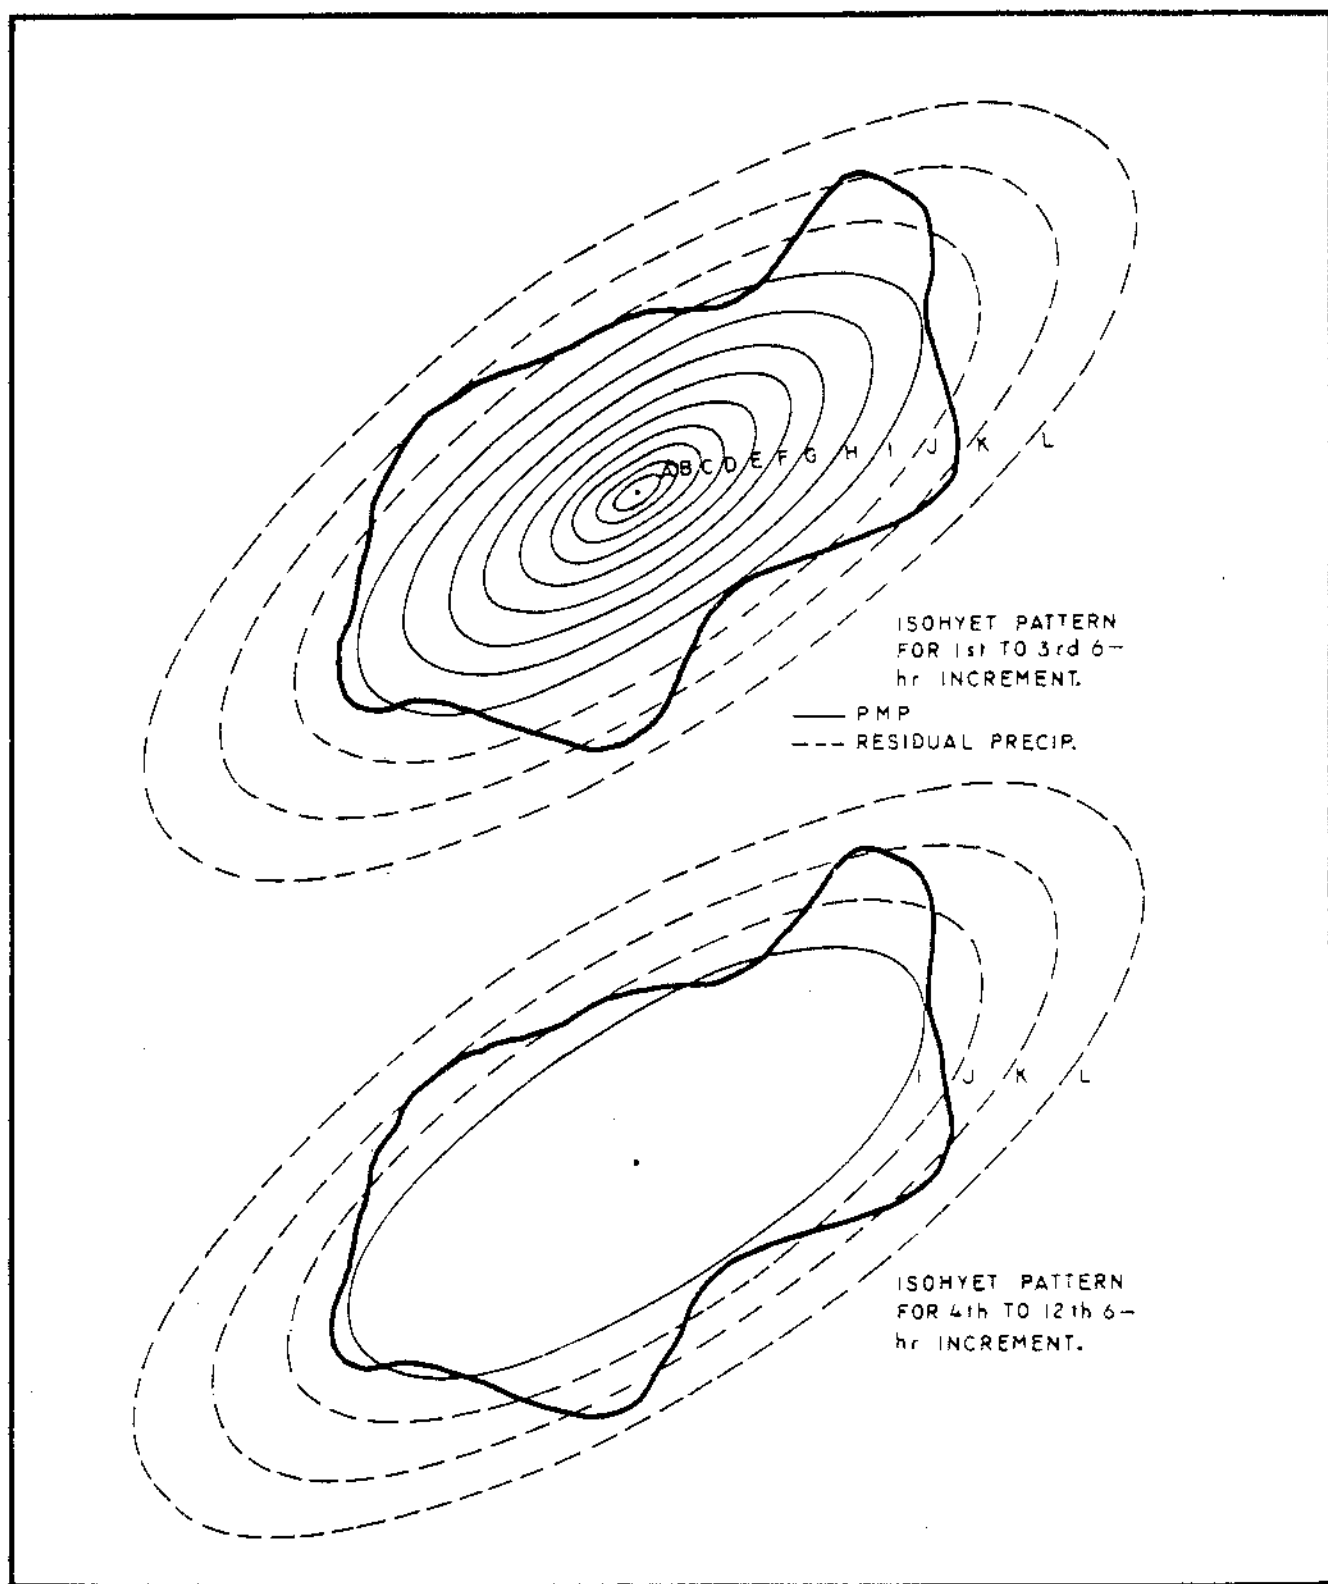 A B C D E F G H I J K L
ISOHYET PATTERN
FOR 1st TO 3rd 6-
hr INCREMENT.
PMP
RESIDUAL PRECIP.
I J K L
ISOHYET PATTERN
FOR 4th TO 12th 6-
hr INCREMENT.